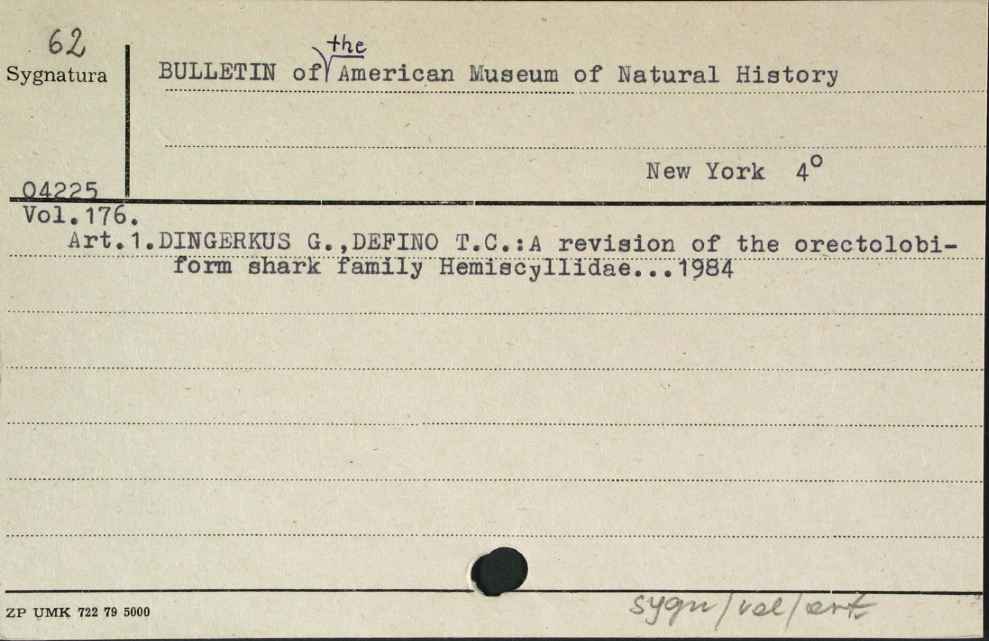 62
Sygnatura
the
BULLETIN of American Museum of Natural History
New York 4°
04225
Vol.176.
Art.1.DINGERKUS G.,DEFINO T.C.:A revision of the orectolobi-
form shark family Hemiscyllidae...1984
ZP UMK 722 79 5000
sygn/vol/art.